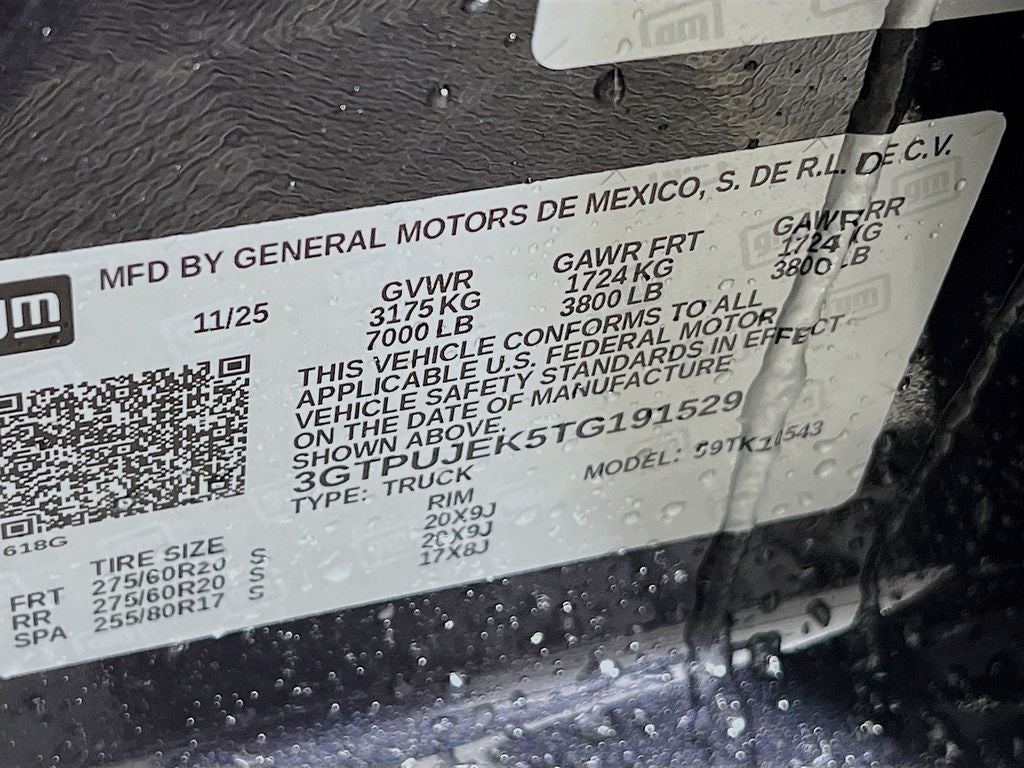 gm
MFD BY GENERAL MOTORS DE MEXICO, S. DE R.L. DE C.V.
gm
11/25 GVWR GAWR FRT GAWR RR
3175 KG 1724 KG 1724 KG
7000 LB 3800 LB 3800 LB
THIS VEHICLE CONFORMS TO ALL
APPLICABLE U.S. FEDERAL MOTOR
VEHICLE SAFETY STANDARDS IN EFFECT
ON THE DATE OF MANUFACTURE
SHOWN ABOVE.
3GTPUJEK5TG191529
TYPE: TRUCK MODEL:
618G
TIRE SIZE RIM
FRT 275/60R20 S 20X9J
RR 275/60R20 S 20X9J
SPA 255/80R17 S 17X8J